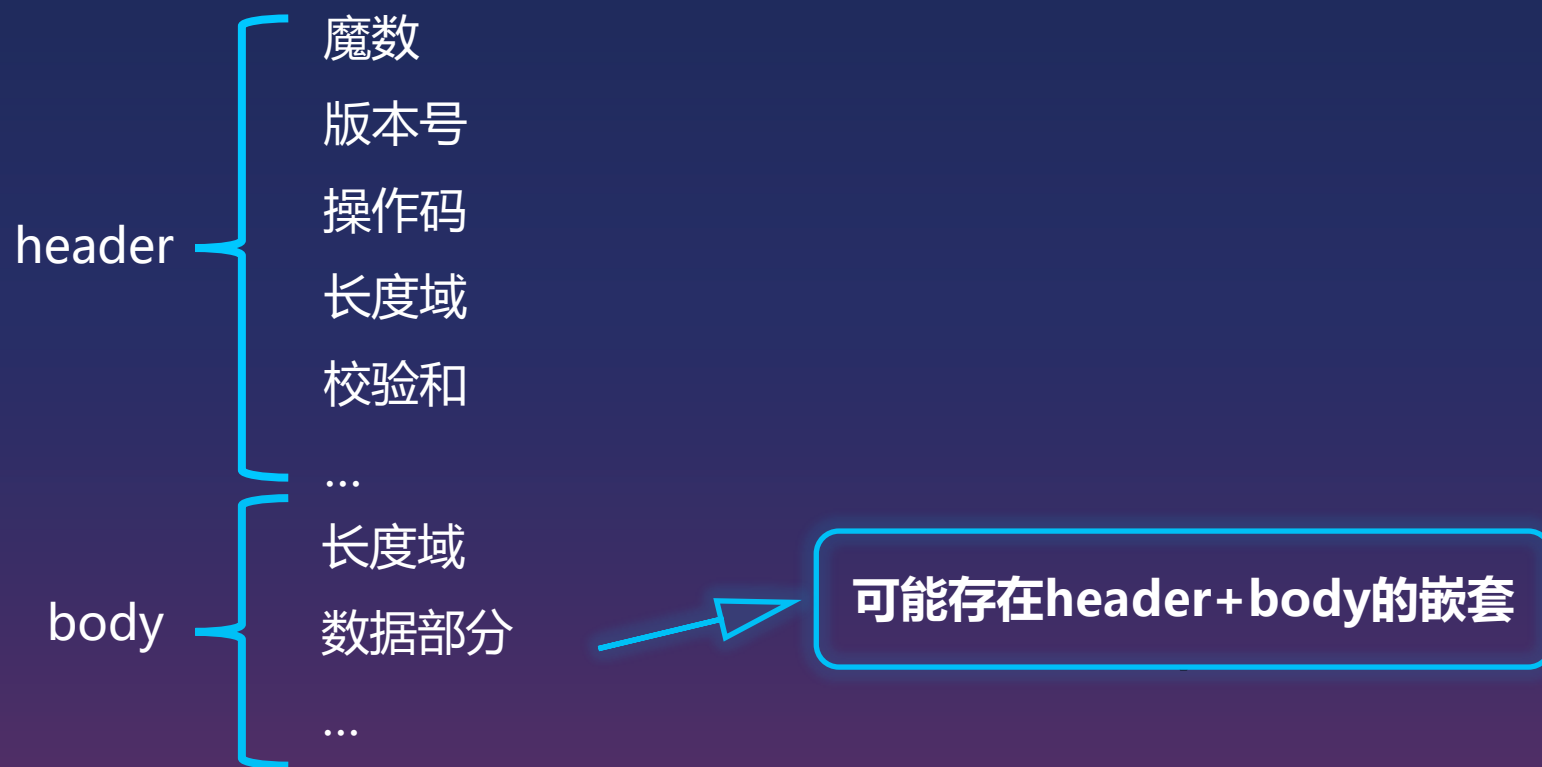 魔数
版本号
操作码
header
长度域
校验和
...
长度域
body
数据部分
...
可能存在header+body的嵌套